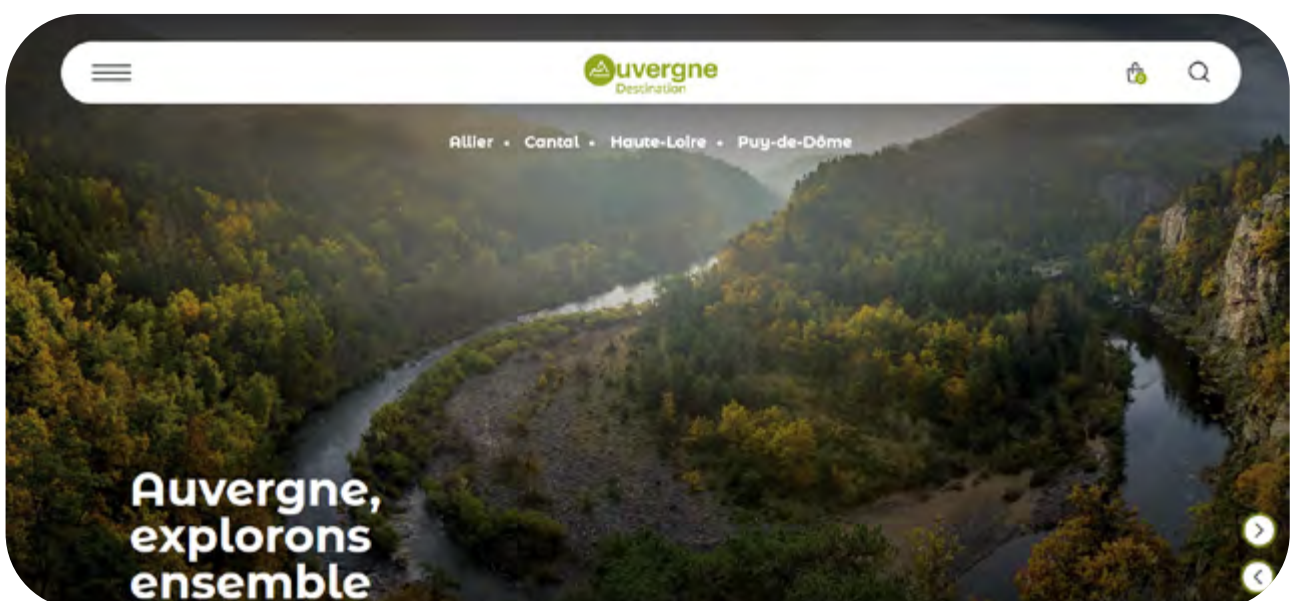 Auvergne
Destination
Allier • Cantal • Haute-Loire • Puy-de-Dôme
Auvergne,
explorons
ensemble